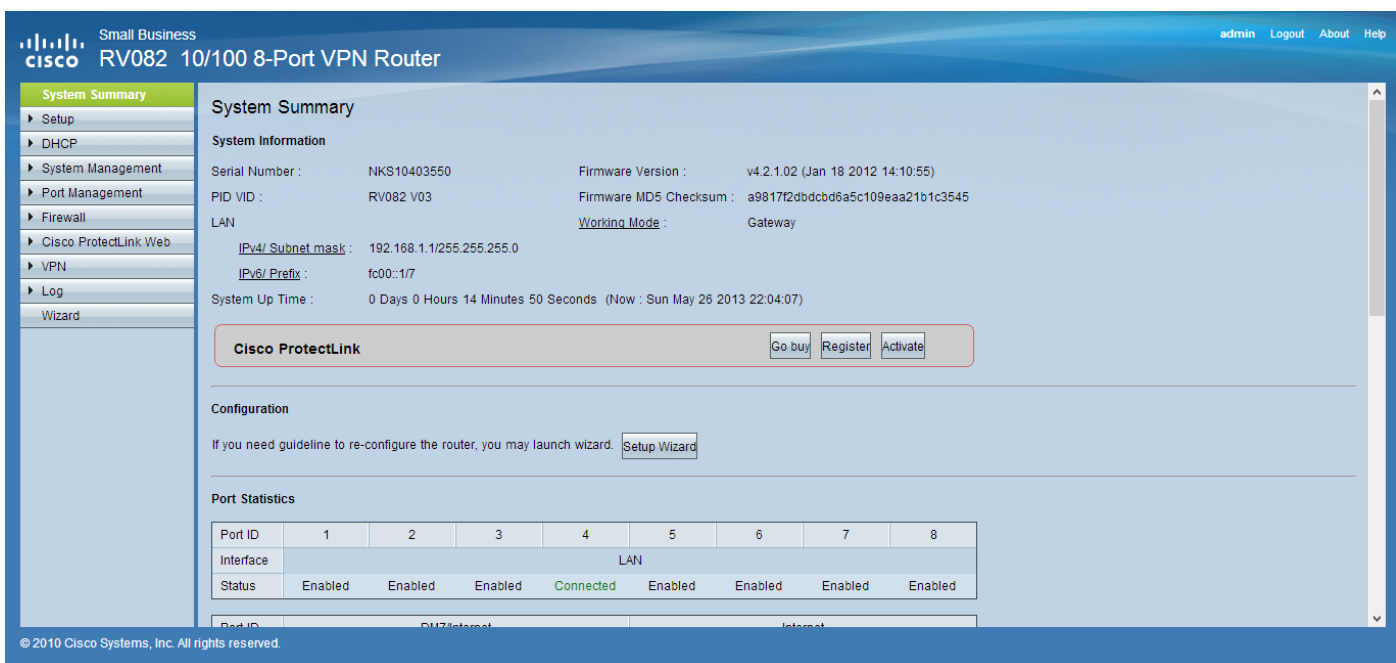 Small Business
cisco RV082 10/100 8-Port VPN Router
admin Logout About Help
System Summary
Setup
DHCP
System Management
Port Management
Firewall
Cisco ProtectLink Web
VPN
Log
Wizard
System Summary
System Information
Serial Number : NKS10403550 Firmware Version : v4.2.1.02 (Jan 18 2012 14:10:55)
PID VID : RV082 V03 Firmware MD5 Checksum : a9817f2dbdcbd6a5c109eaa21b1c3545
LAN Working Mode : Gateway
IPv4/ Subnet mask : 192.168.1.1/255.255.255.0
IPv6/ Prefix : fc00::1/7
System Up Time : 0 Days 0 Hours 14 Minutes 50 Seconds (Now : Sun May 26 2013 22:04:07)
Cisco ProtectLink Go buy Register Activate
Configuration
If you need guideline to re-configure the router, you may launch wizard. Setup Wizard
Port Statistics
Port ID 1 2 3 4 5 6 7 8
Interface LAN
Status Enabled Enabled Enabled Connected Enabled Enabled Enabled Enabled
Port ID DMZ/Internet Internet
© 2010 Cisco Systems, Inc. All rights reserved.